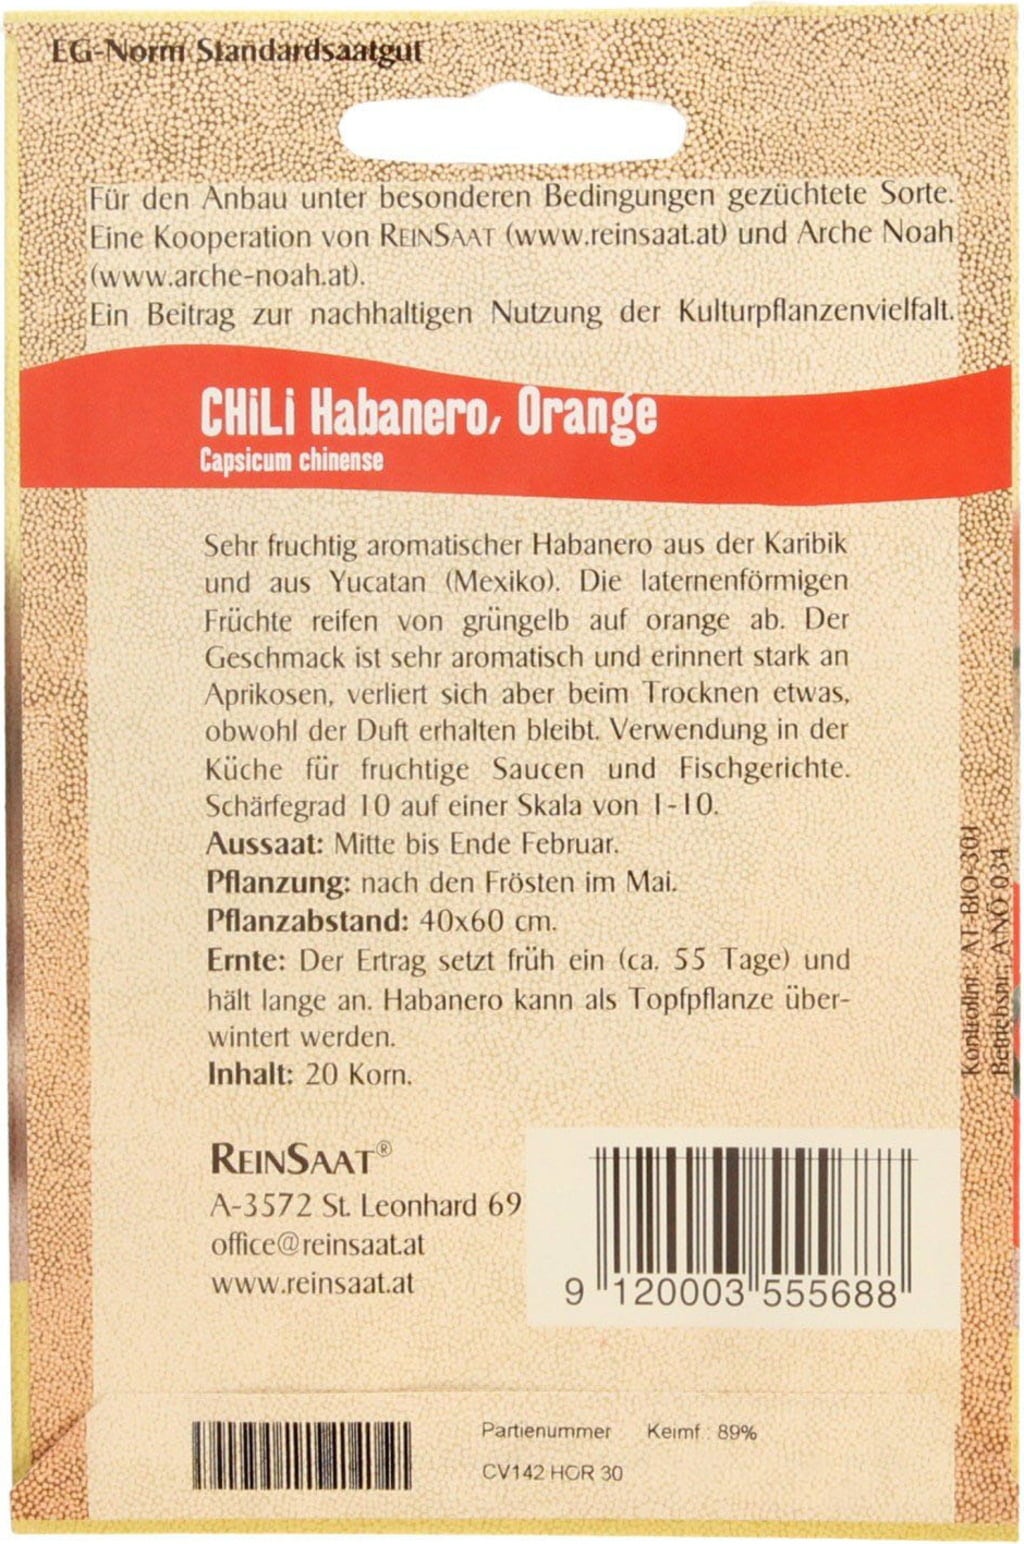 EG-Norm Standardsaatgut
Für den Anbau unter besonderen Bedingungen gezüchtete Sorte.
Eine Kooperation von REINSAAT (www.reinsaat.at) und Arche Noah
(www.arche-noah.at).
Ein Beitrag zur nachhaltigen Nutzung der Kulturpflanzenvielfalt.
CHiLi Habanero, Orange
Capsicum chinense
Sehr fruchtig aromatischer Habanero aus der Karibik
und aus Yucatan (Mexiko). Die laternenförmigen
Früchte reifen von grüngelb auf orange ab. Der
Geschmack ist sehr aromatisch und erinnert stark an
Aprikosen, verliert sich aber beim Trocknen etwas,
obwohl der Duft erhalten bleibt. Verwendung in der
Küche für fruchtige Saucen und Fischgerichte.
Schärfegrad 10 auf einer Skala von 1-10.
Aussaat: Mitte bis Ende Februar.
Pflanzung: nach den Frösten im Mai.
Pflanzabstand: 40x60 cm.
Ernte: Der Ertrag setzt früh ein (ca. 55 Tage) und
hält lange an. Habanero kann als Topfpflanze über-
wintert werden.
Inhalt: 20 Korn.
Kontrollnr.: AT-BIO-301
Betriebsnr.: A-NÖ 034
REINSAAT®
A-3572 St. Leonhard 69
office@reinsaat.at
www.reinsaat.at
9 120003 555688
Partienummer Keimf.: 89%
CV142 HOR 30